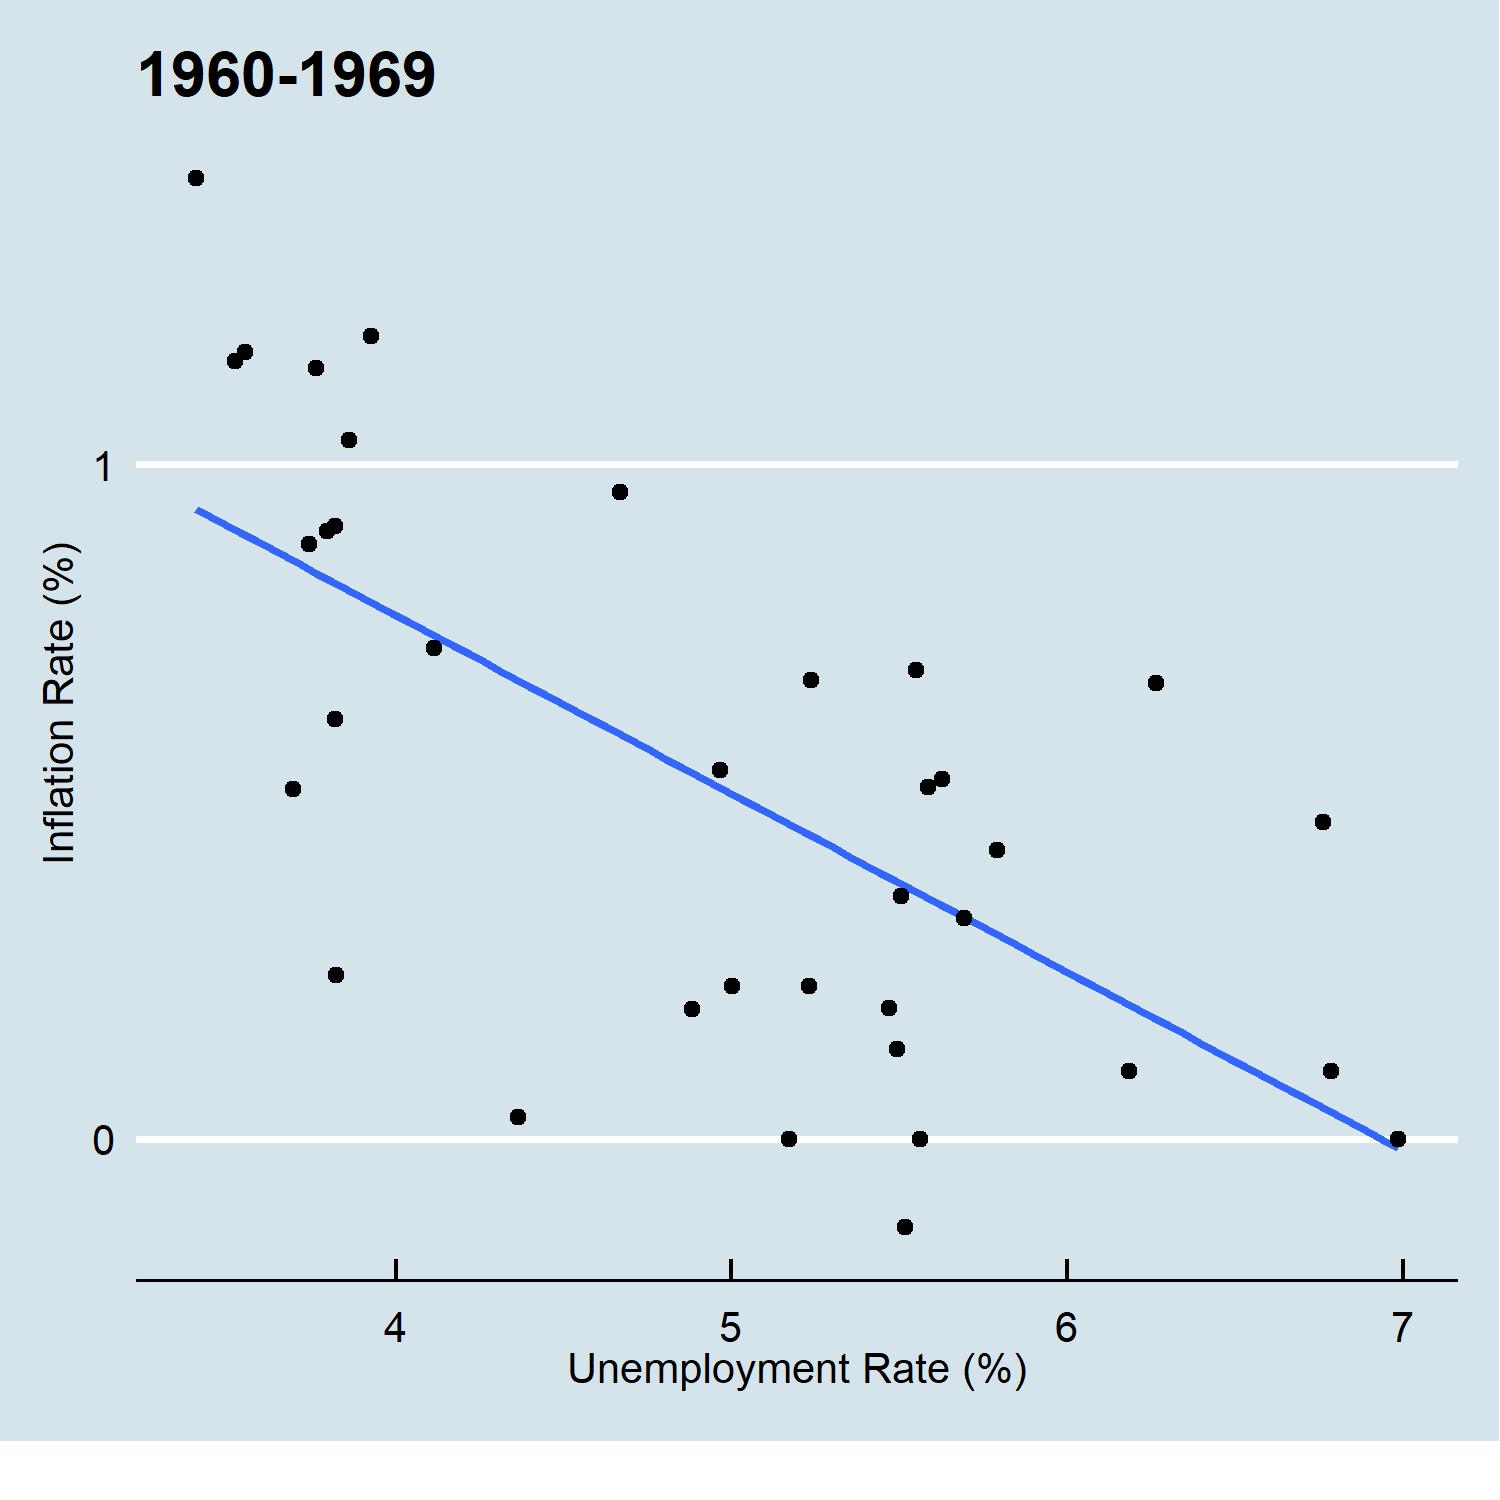 1960-1969
Inflation Rate (%)
1
0
4 5 6 7
Unemployment Rate (%)